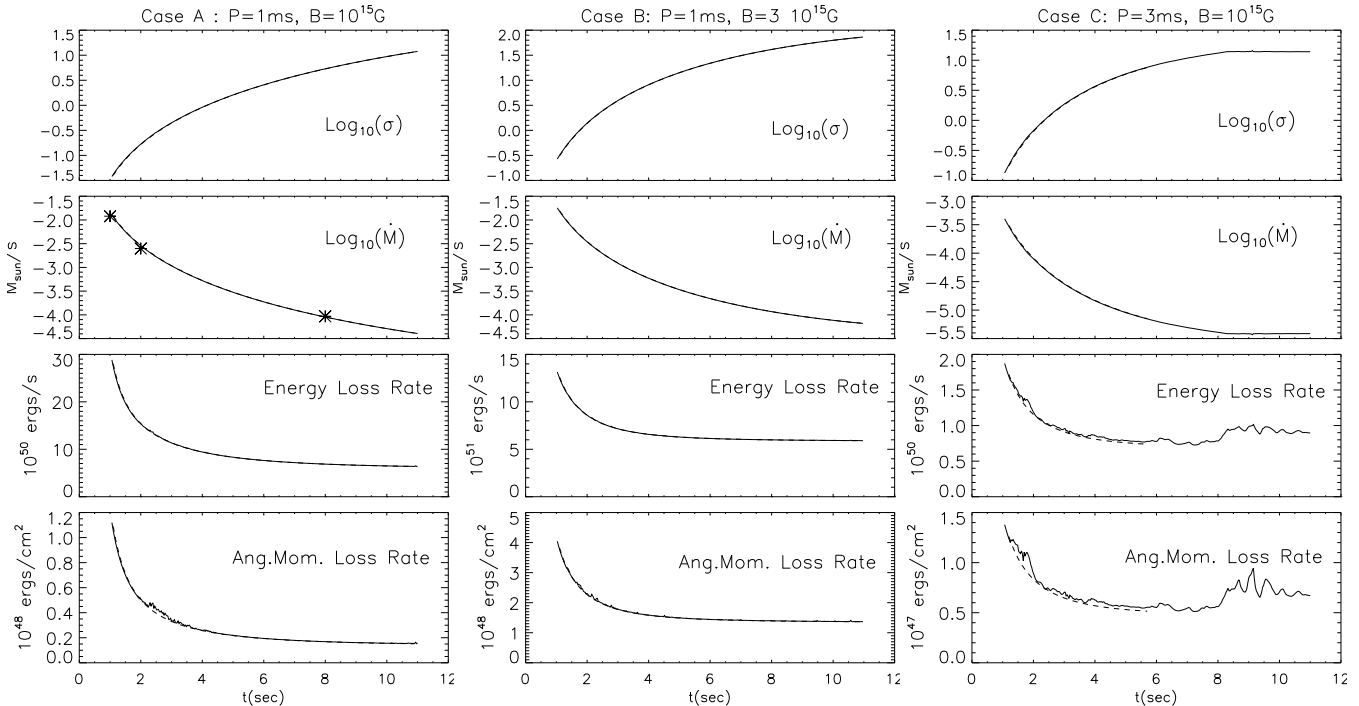 Case A : P=1ms, B=10¹⁵G
Case B: P=1ms, B=3 10¹⁵G
Case C: P=3ms, B=10¹⁵G
1.5
1.0
0.5
0.0
−0.5
−1.0
−1.5
Log₁₀(σ)
2.0
1.5
1.0
0.5
0.0
−0.5
−1.0
Log₁₀(σ)
1.5
1.0
0.5
0.0
−0.5
−1.0
Log₁₀(σ)
M_sun/s
−1.5
−2.0
−2.5
−3.0
−3.5
−4.0
−4.5
Log₁₀(Ṁ)
M_sun/s
−1.5
−2.0
−2.5
−3.0
−3.5
−4.0
−4.5
Log₁₀(Ṁ)
M_sun/s
−3.0
−3.5
−4.0
−4.5
−5.0
−5.5
Log₁₀(Ṁ)
10⁵⁰ ergs/s
30
20
10
0
Energy Loss Rate
10⁵¹ ergs/s
15
13
10
8
5
3
0
Energy Loss Rate
10⁵⁰ ergs/s
2.0
1.5
1.0
0.5
0.0
Energy Loss Rate
10⁴⁸ ergs/cm²
1.2
1.0
0.8
0.6
0.4
0.2
0.0
Ang.Mom. Loss Rate
0 2 4 6 8 10 12
t(sec)
10⁴⁸ ergs/cm²
5
4
3
2
1
0
Ang.Mom. Loss Rate
0 2 4 6 8 10 12
t(sec)
10⁴⁷ ergs/cm²
1.5
1.0
0.5
0.0
Ang.Mom. Loss Rate
0 2 4 6 8 10 12
t(sec)